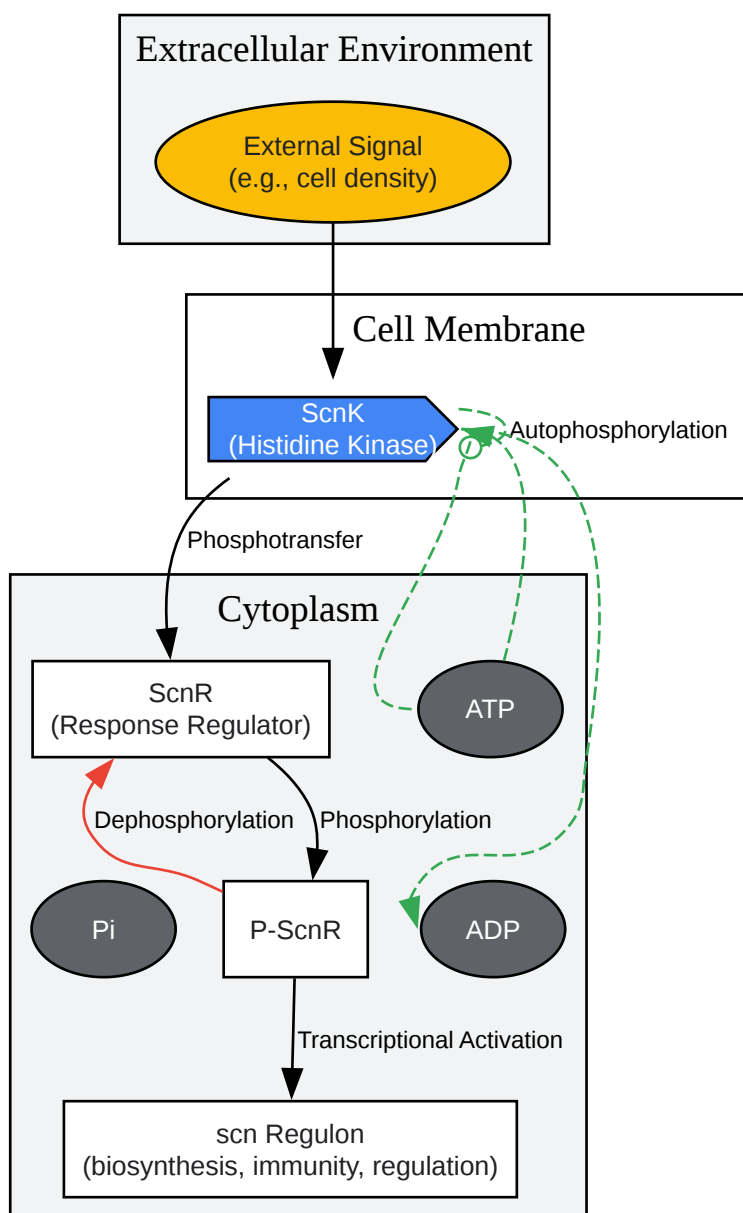 Extracellular Environment
External Signal
(e.g., cell density)
Cell Membrane
ScnK
(Histidine Kinase)
Autophosphorylation
Phosphotransfer
Cytoplasm
ScnR
(Response Regulator)
ATP
Dephosphorylation
Phosphorylation
Pi
P-ScnR
ADP
Transcriptional Activation
scn Regulon
(biosynthesis, immunity, regulation)